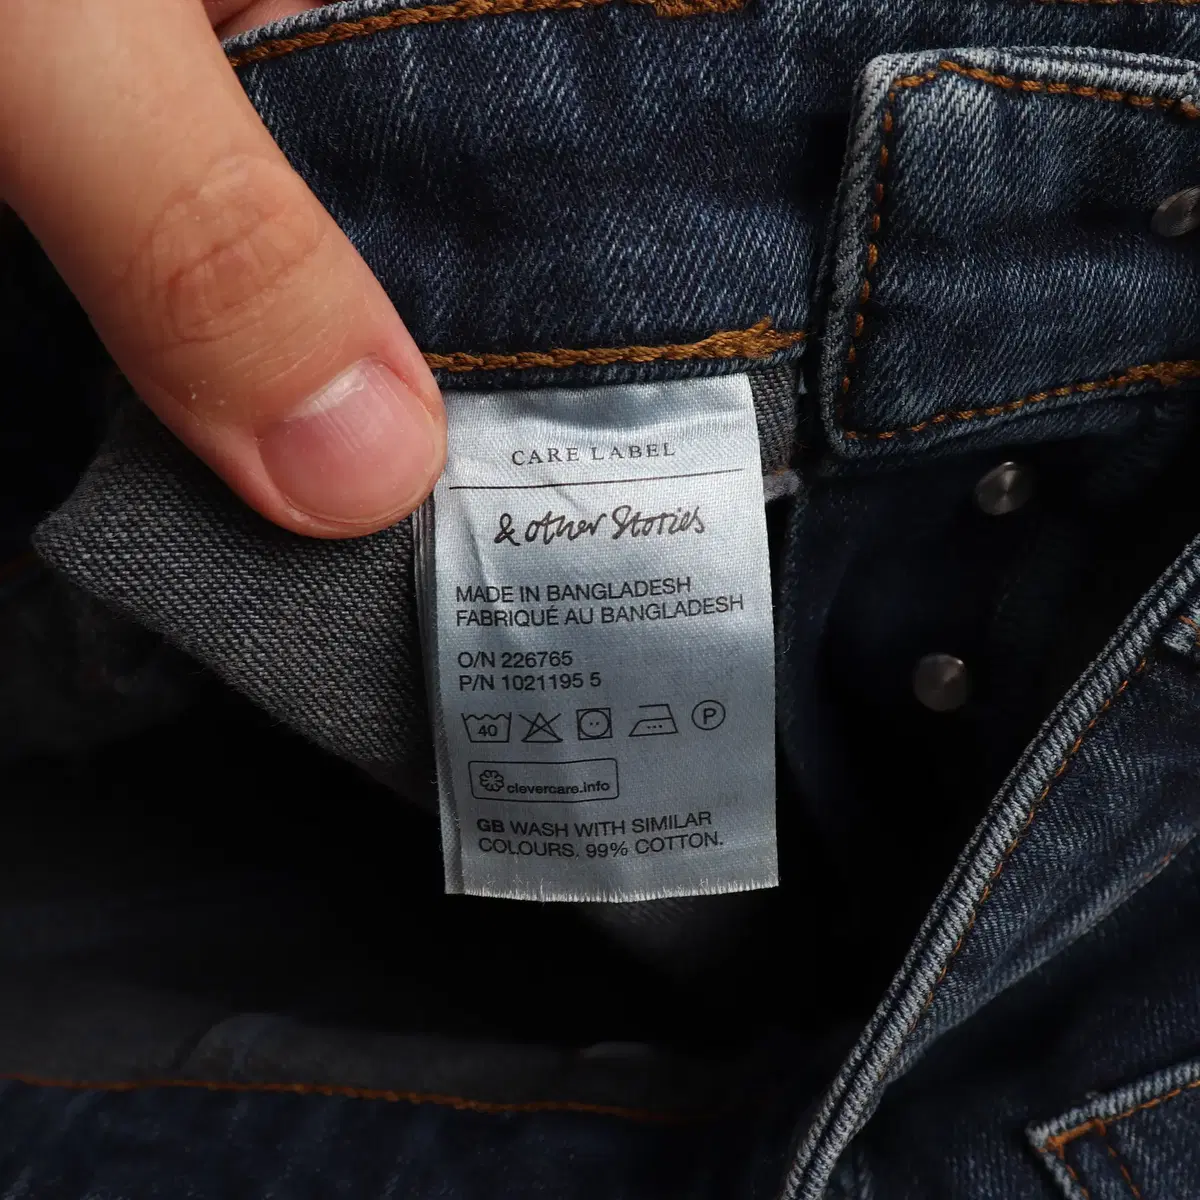 CARE LABEL
& other Stories
MADE IN BANGLADESH
FABRIQUÉ AU BANGLADESH
O/N 226765
P/N 1021195 5
40 P
clevercare.info
GB WASH WITH SIMILAR
COLOURS. 99% COTTON.